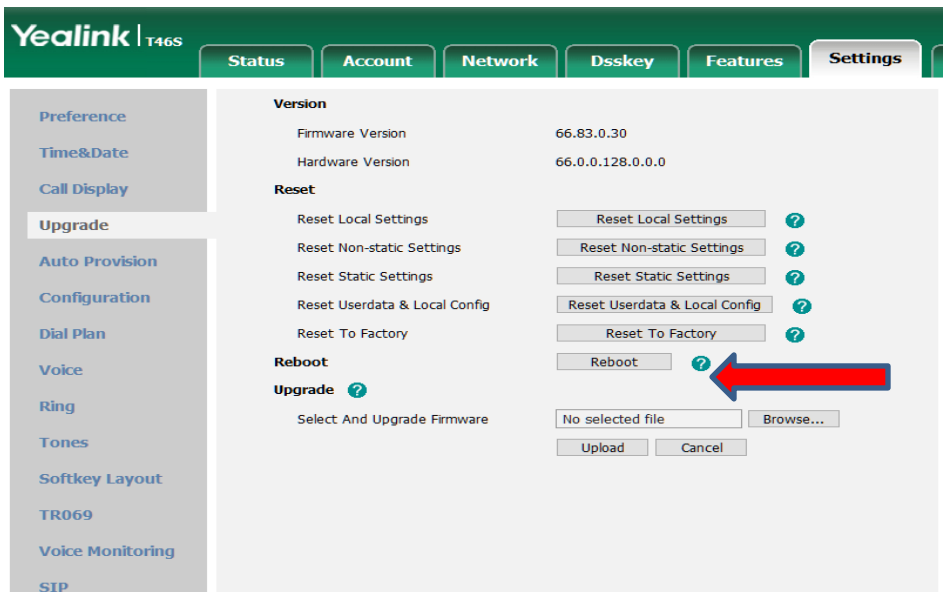 Yealink | T46S
Status Account Network Dsskey Features Settings
Preference
Time&Date
Call Display
Upgrade
Auto Provision
Configuration
Dial Plan
Voice
Ring
Tones
Softkey Layout
TR069
Voice Monitoring
SIP
Version
Firmware Version 66.83.0.30
Hardware Version 66.0.0.128.0.0.0
Reset
Reset Local Settings Reset Local Settings ?
Reset Non-static Settings Reset Non-static Settings ?
Reset Static Settings Reset Static Settings ?
Reset Userdata & Local Config Reset Userdata & Local Config ?
Reset To Factory Reset To Factory ?
Reboot Reboot ?
Upgrade ?
Select And Upgrade Firmware No selected file Browse...
Upload Cancel